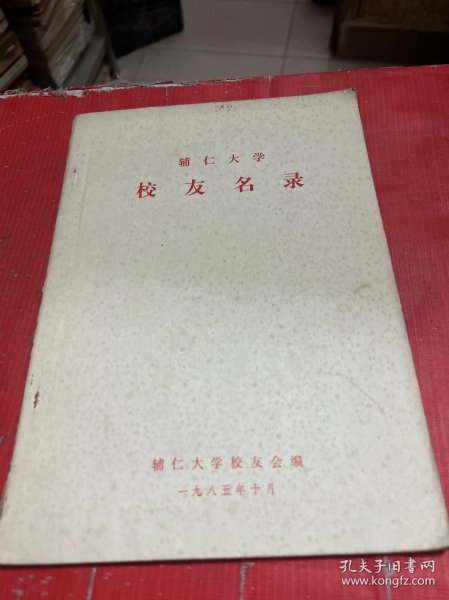 辅仁大学
校友名录
辅仁大学校友会编
一九八五年十月
孔夫子旧书网
www.kongfz.com